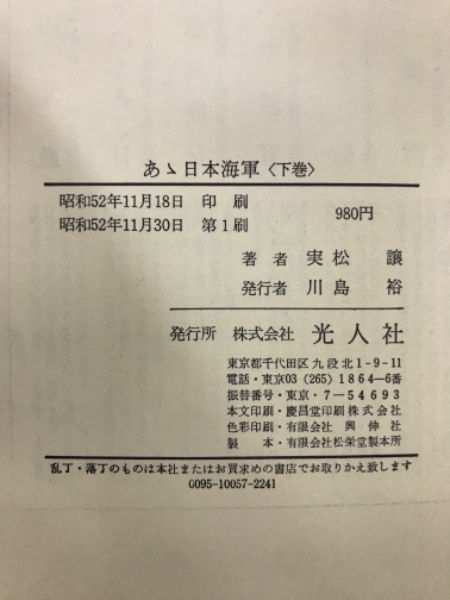 あゝ日本海軍〈下巻〉
昭和52年11月18日 印 刷
昭和52年11月30日 第1刷
980円
著 者 実 松 譲
発行者 川 島 裕
発行所 株式会社 光人社
東京都千代田区九段北1-9-11
電話・東京03(265)1864-6番
振替番号・東京・7-54693
本文印刷・慶昌堂印刷株式会社
色彩印刷・有限会社 興伸社
製 本・有限会社松栄堂製本所
乱丁・落丁のものは本社またはお買求めの書店でお取りかえ致します
0095-10057-2241